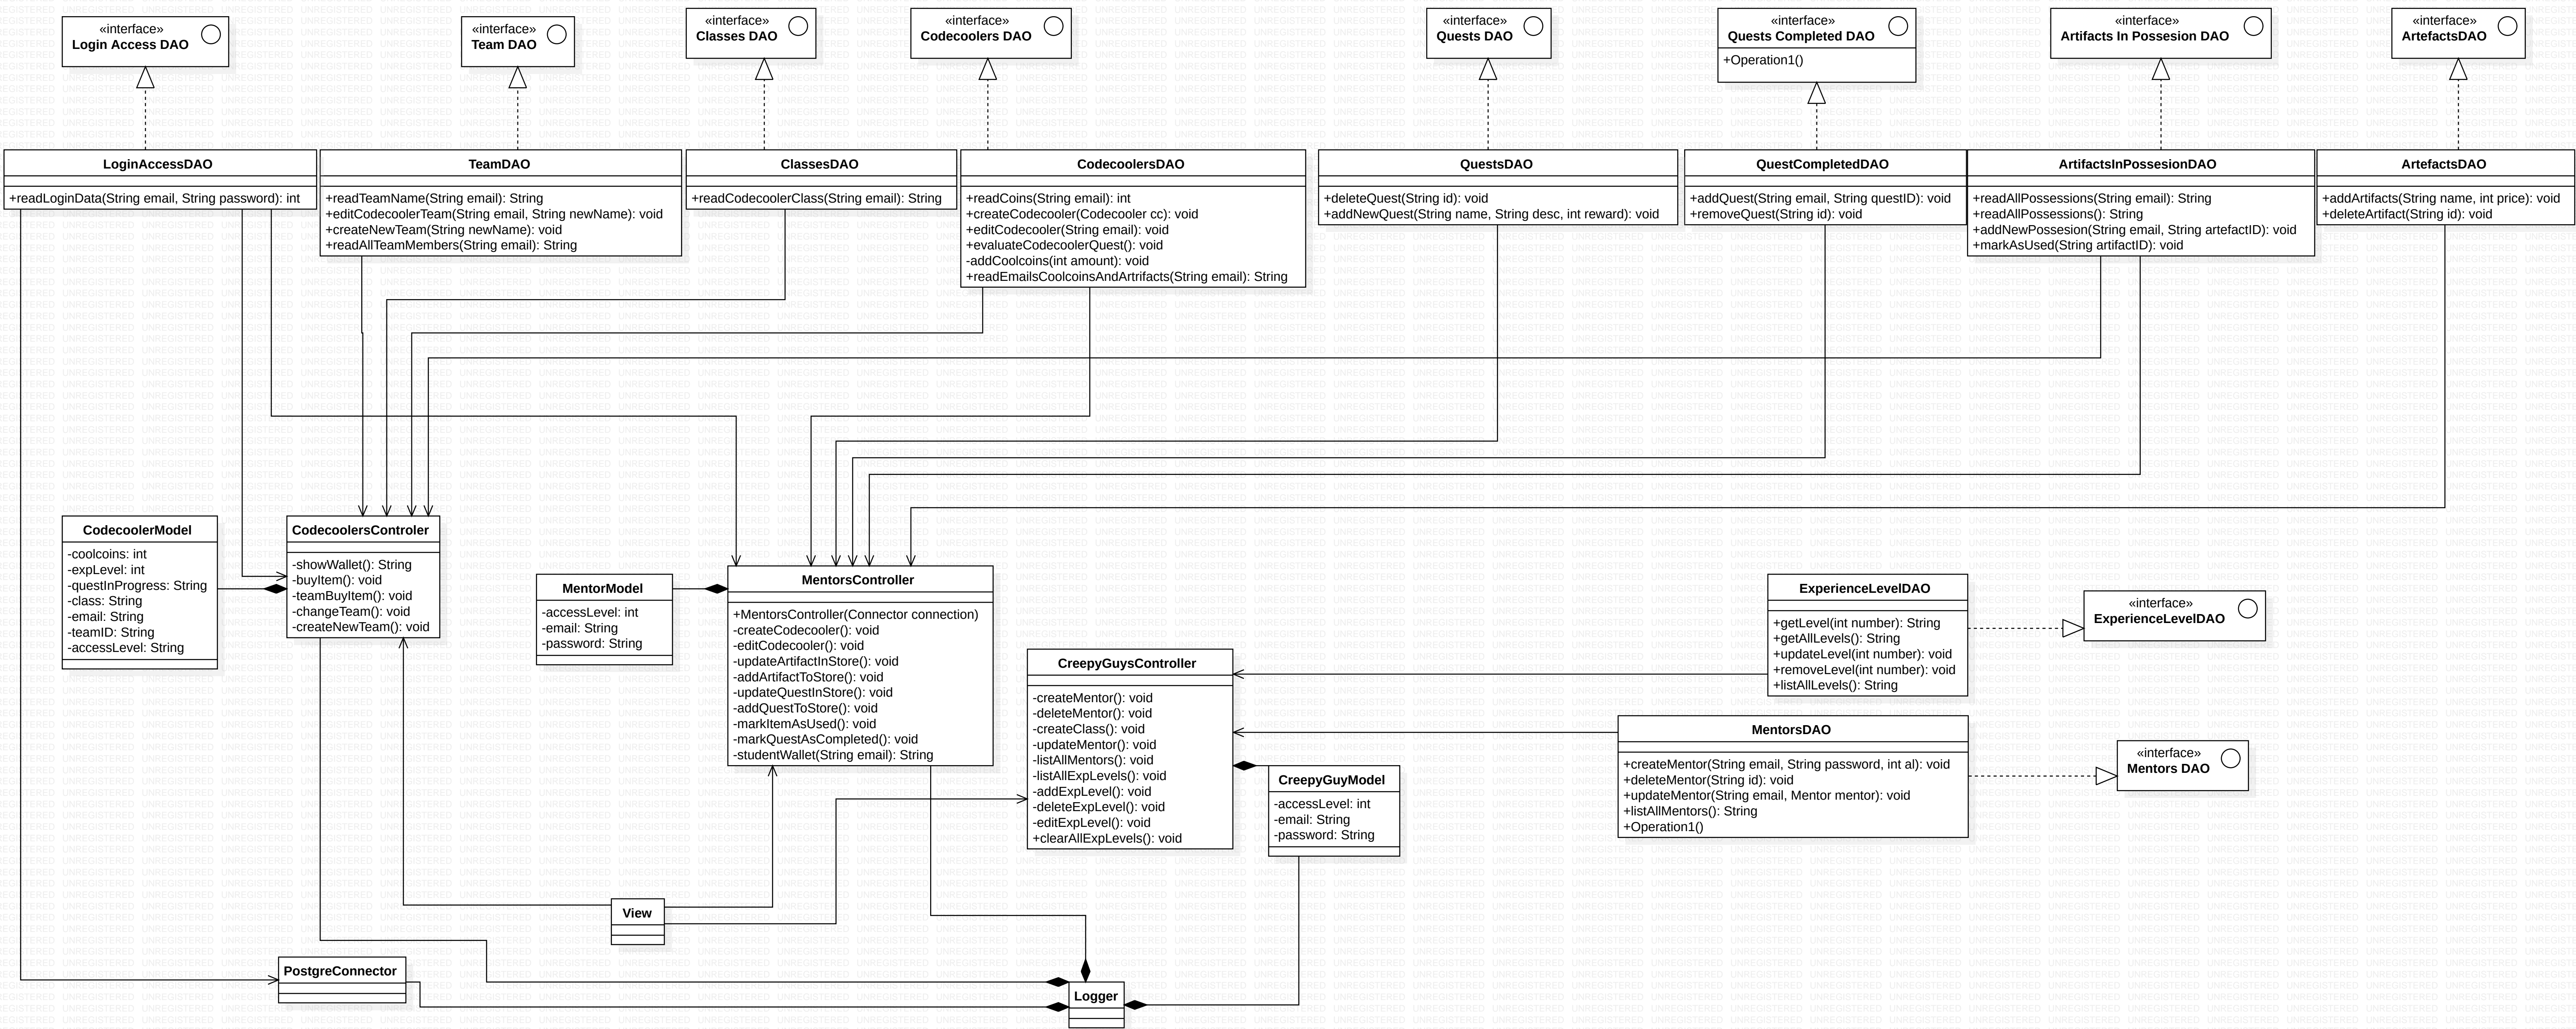 «interface»
Login Access DAO
«interface»
Team DAO
«interface»
Classes DAO
«interface»
Codecoolers DAO
«interface»
Quests DAO
«interface»
Quests Completed DAO
+Operation1()
«interface»
Artifacts In Possesion DAO
«interface»
ArtefactsDAO
LoginAccessDAO
+readLoginData(String email, String password): int
TeamDAO
+readTeamName(String email): String
+editCodecoolerTeam(String email, String newName): void
+createNewTeam(String newName): void
+readAllTeamMembers(String email): String
ClassesDAO
+readCodecoolerClass(String email): String
CodecoolersDAO
+readCoins(String email): int
+createCodecooler(Codecooler cc): void
+editCodecooler(String email): void
+evaluateCodecoolerQuest(): void
-addCoolcoins(int amount): void
+readEmailsCoolcoinsAndArtrifacts(String email): String
QuestsDAO
+deleteQuest(String id): void
+addNewQuest(String name, String desc, int reward): void
QuestCompletedDAO
+addQuest(String email, String questID): void
+removeQuest(String id): void
ArtifactsInPossesionDAO
+readAllPossessions(String email): String
+readAllPossessions(): String
+addNewPossesion(String email, String artefactID): void
+markAsUsed(String artifactID): void
ArtefactsDAO
+addArtifacts(String name, int price): void
+deleteArtifact(String id): void
CodecoolerModel
-coolcoins: int
-expLevel: int
-questInProgress: String
-class: String
-email: String
-teamID: String
-accessLevel: String
CodecoolersControler
-showWallet(): String
-buyItem(): void
-teamBuyItem(): void
-changeTeam(): void
-createNewTeam(): void
MentorModel
-accessLevel: int
-email: String
-password: String
MentorsController
+MentorsController(Connector connection)
-createCodecooler(): void
-editCodecooler(): void
-updateArtifactInStore(): void
-addArtifactToStore(): void
-updateQuestInStore(): void
-addQuestToStore(): void
-markItemAsUsed(): void
-markQuestAsCompleted(): void
-studentWallet(String email): String
CreepyGuysController
-createMentor(): void
-deleteMentor(): void
-createClass(): void
-updateMentor(): void
-listAllMentors(): void
-listAllExpLevels(): void
-addExpLevel(): void
-deleteExpLevel(): void
-editExpLevel(): void
+clearAllExpLevels(): void
CreepyGuyModel
-accessLevel: int
-email: String
-password: String
ExperienceLevelDAO
+getLevel(int number): String
+getAllLevels(): String
+updateLevel(int number): void
+removeLevel(int number): void
+listAllLevels(): String
«interface»
ExperienceLevelDAO
MentorsDAO
+createMentor(String email, String password, int al): void
+deleteMentor(String id): void
+updateMentor(String email, Mentor mentor): void
+listAllMentors(): String
+Operation1()
«interface»
Mentors DAO
View
PostgreConnector
Logger